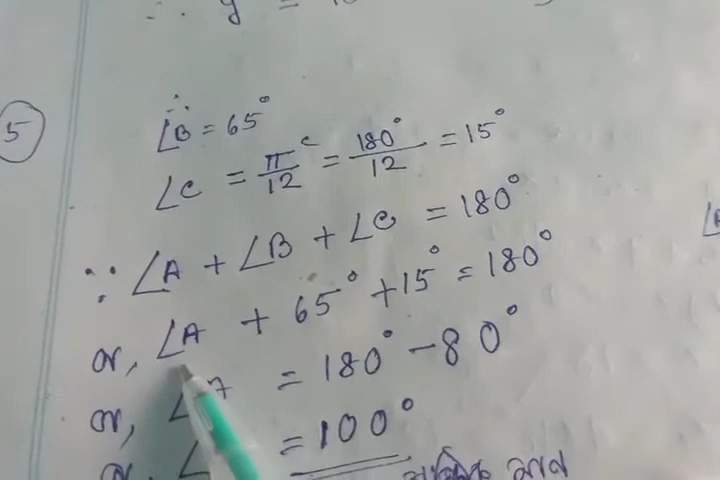 5
∴
∠B = 65°
∠C = π^c/12 = 180°/12 = 15°
∵ ∠A + ∠B + ∠C = 180°
or, ∠A + 65° + 15° = 180°
or, ∠A = 180° - 80°
∠ = 100°